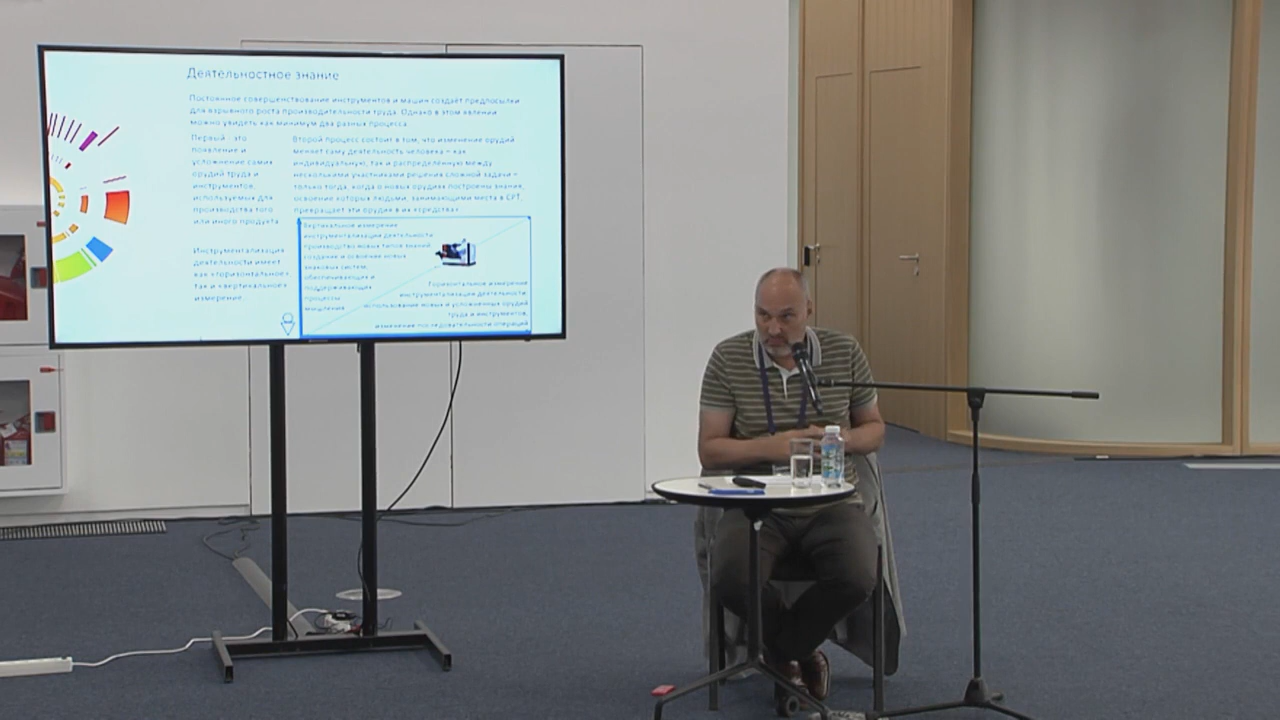 Деятельностное знание
Постоянное совершенствование инструментов и машин создаёт предпосылки
для взрывного роста производительности труда. Однако в этом явлении
можно увидеть как минимум два разных процесса.
Первый - это
появление и
усложнение самих
орудий труда и
инструментов,
используемых для
производства того
или иного продукта.
Второй процесс состоит в том, что изменение орудий
меняет саму деятельность человека – как
индивидуальную, так и распределённую между
несколькими участниками решения сложной задачи –
только тогда, когда о новых орудиях построены знания,
освоение которых людьми, занимающими места в СРТ,
превращает эти орудия в их «средства».
Инструментализация
деятельности имеет
как «горизонтальное»,
так и «вертикальное»
измерение.
Вертикальное измерение
инструментализации деятельности:
производство новых типов знаний,
создание и освоение новых
знаковых систем,
обеспечивающих и
поддерживающих
процессы
мышления
Горизонтальное измерение
инструментализации деятельности:
использование новых и усложнённых орудий
труда и инструментов,
изменение последовательности операций